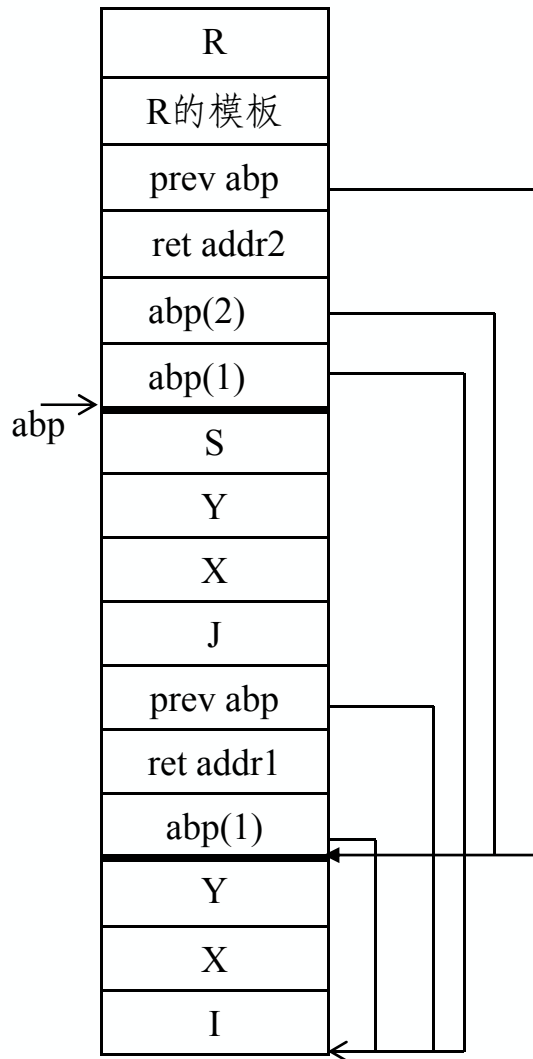 R
R的模板
prev abp
ret addr2
abp(2)
abp(1)
abp
S
Y
X
J
prev abp
ret addr1
abp(1)
Y
X
I